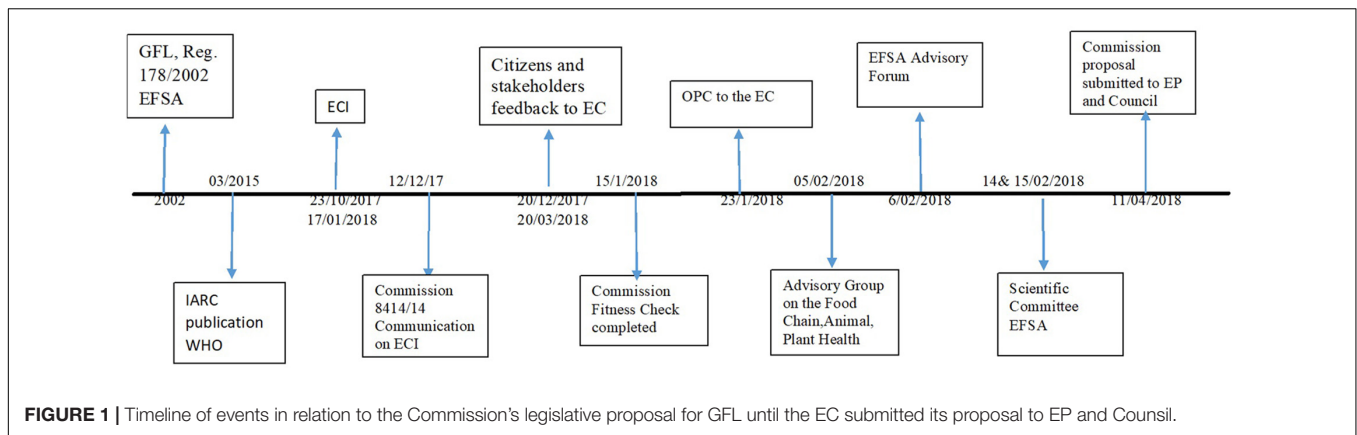 GFL, Reg.
178/2002
EFSA
ECI
Citizens and
stakeholders
feedback to EC
OPC to the EC
EFSA Advisory
Forum
Commission
proposal
submitted to EP
and Council
03/2015
12/12/17
15/1/2018
05/02/2018
14& 15/02/2018
2002
23/10/2017
17/01/2018
20/12/2017
20/03/2018
23/1/2018
6/02/2018
11/04/2018
IARC
publication
WHO
Commission
8414/14
Communication
on ECI
Commission
Fitness Check
completed
Advisory Group
on the Food
Chain,Animal,
Plant Health
Scientific
Committee
EFSA
FIGURE 1 | Timeline of events in relation to the Commission's legislative proposal for GFL until the EC submitted its proposal to EP and Counsil.